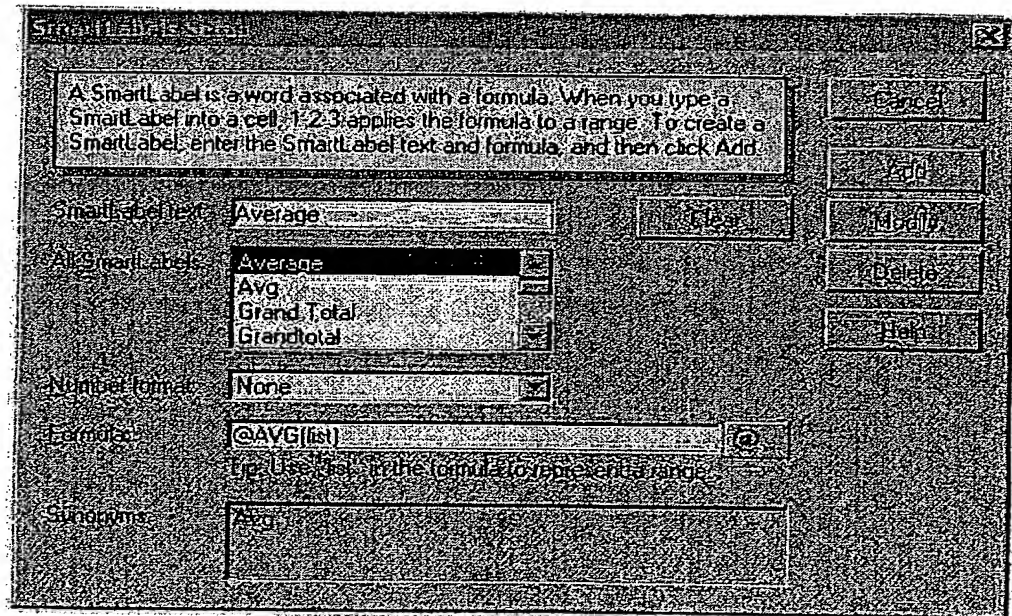 SmartLabels Setup
A SmartLabel is a word associated with a formula. When you type a
SmartLabel into a cell, 1-2-3 applies the formula to a range. To create a
SmartLabel, enter the SmartLabel text and formula, and then click Add.
Cancel
Add
SmartLabel text: Average Clear Modify
All SmartLabels: Average Delete
Avg
Grand Total
Grandtotal Help
Number format: None
Formula: @AVG(list) @
Tip: Use "list" in the formula to represent a range.
Synonyms: Avg